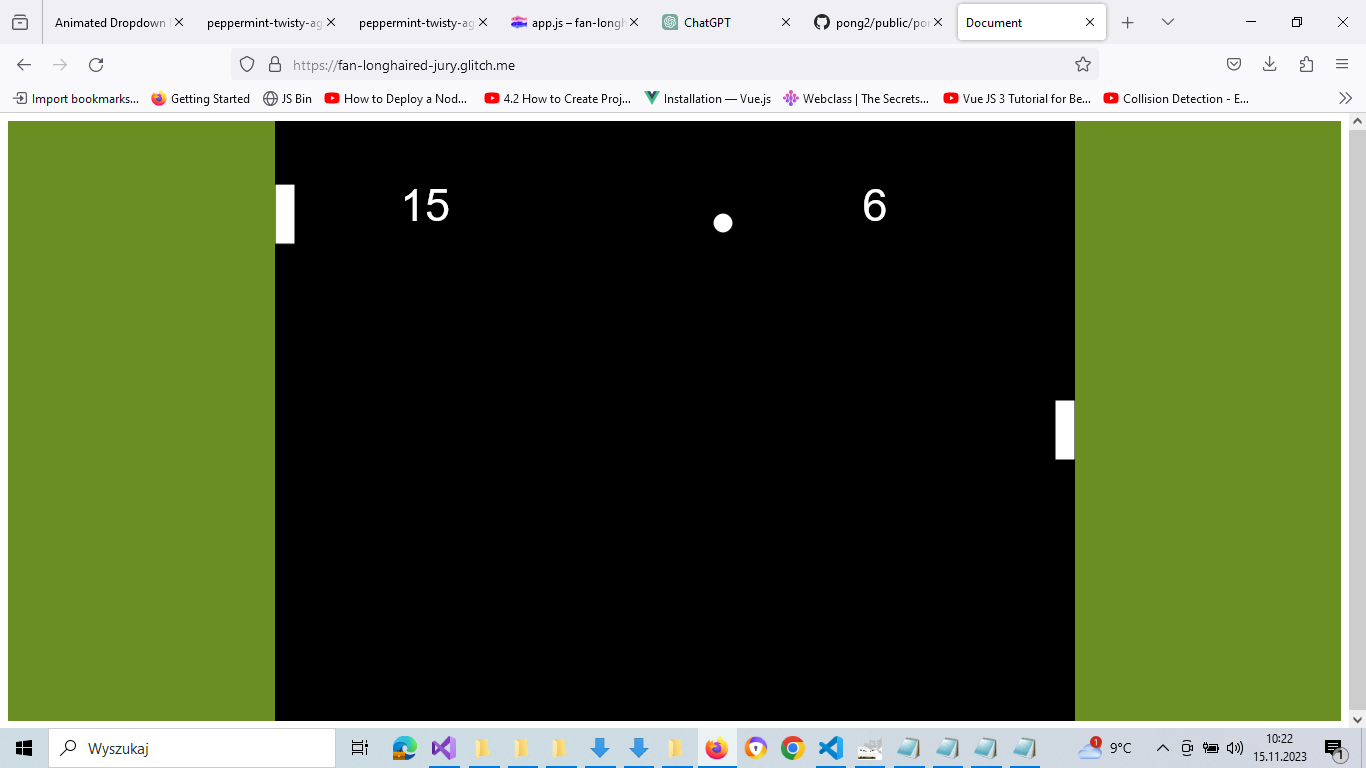 Animated Dropdown
peppermint-twisty-ag
peppermint-twisty-ag
app.js – fan-longh
ChatGPT
pong2/public/por
Document
https://fan-longhaired-jury.glitch.me
Import bookmarks...
Getting Started
JS Bin
How to Deploy a Nod...
4.2 How to Create Proj...
Installation — Vue.js
Webclass | The Secrets...
Vue JS 3 Tutorial for Be...
Collision Detection - E...
15
6
Wyszukaj
1
9°C
10:22
15.11.2023
1